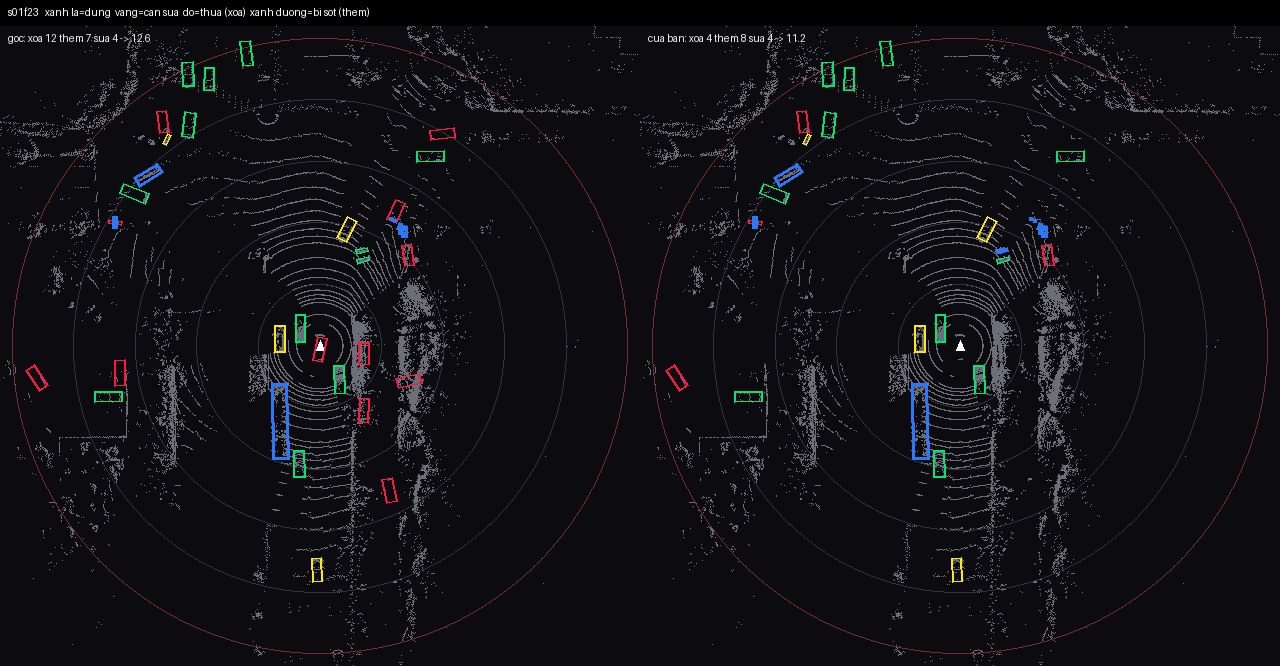 s01f23 xanh la=dung vang=can sua do=thua (xoa) xanh duong=bi sot (them)
goc: xoa 12 them 7 sua 4 -> 12.6
cua ban: xoa 4 them 8 sua 4 -> 11.2